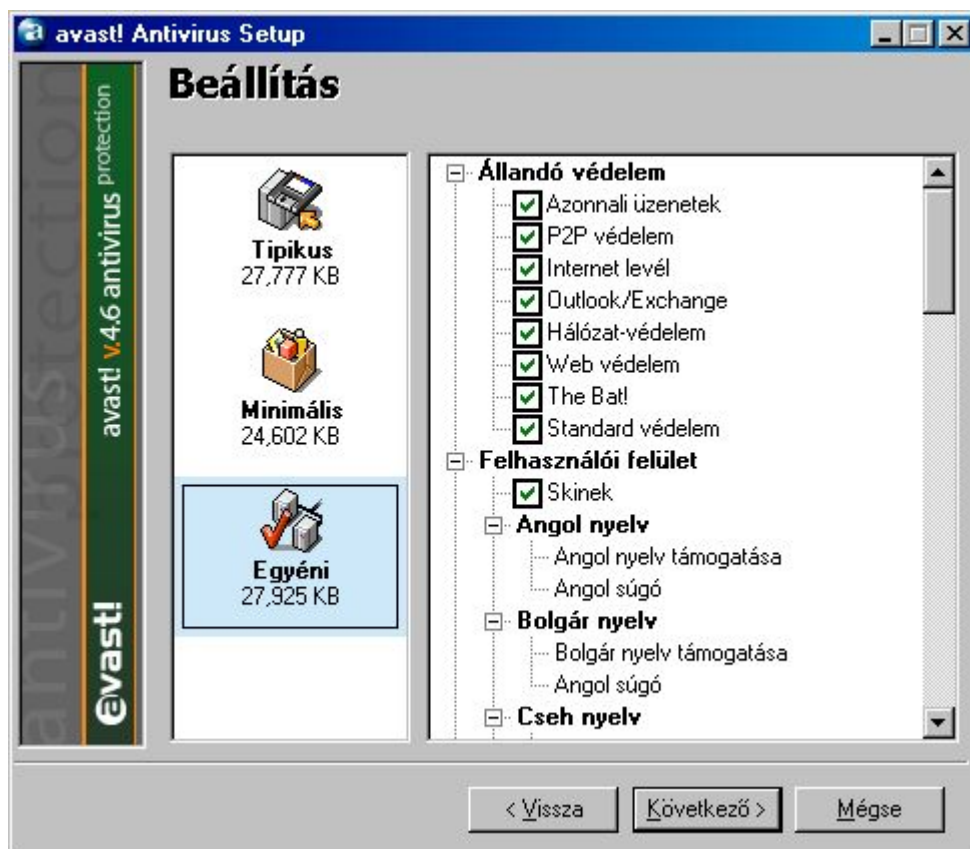 avast! Antivirus Setup
Beállítás
antivirus protection
avast! v.4.6 antivirus protection
avast!
Tipikus
27,777 KB
Minimális
24,602 KB
Egyéni
27,925 KB
Állandó védelem
Azonnali üzenetek
P2P védelem
Internet levél
Outlook/Exchange
Hálózat-védelem
Web védelem
The Bat!
Standard védelem
Felhasználói felület
Skinek
Angol nyelv
Angol nyelv támogatása
Angol súgó
Bolgár nyelv
Bolgár nyelv támogatása
Angol súgó
Cseh nyelv
< Vissza
Következő >
Mégse